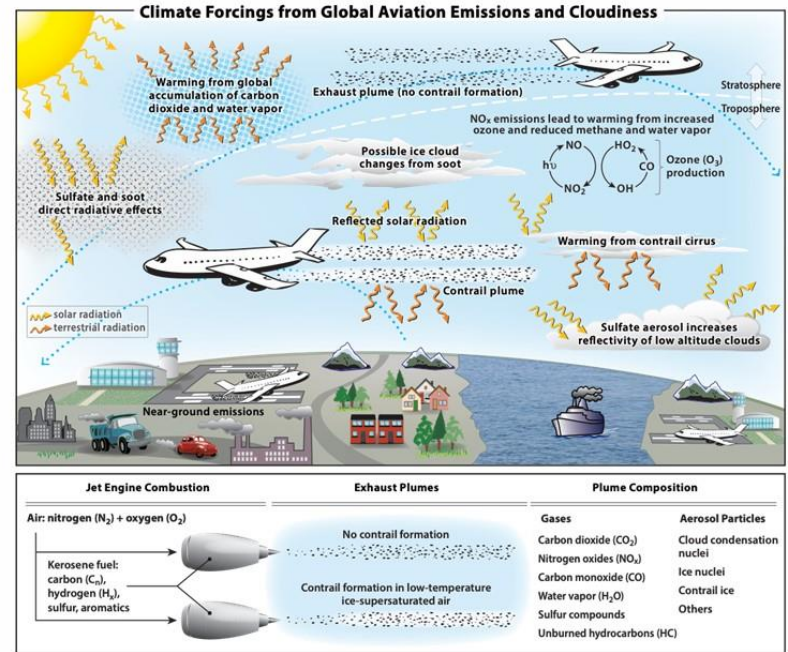 Climate Forcings from Global Aviation Emissions and Cloudiness
Warming from global
accumulation of carbon
dioxide and water vapor
Exhaust plume (no contrail formation)
Stratosphere
Troposphere
NOx emissions lead to warming from increased
ozone and reduced methane and water vapor
NO
hυ
NO₂
HO₂
CO
OH
Ozone (O₃)
production
Possible ice cloud
changes from soot
Sulfate and soot
direct radiative effects
Reflected solar radiation
Warming from contrail cirrus
Contrail plume
solar radiation
terrestrial radiation
Sulfate aerosol increases
reflectivity of low altitude clouds
Near-ground emissions
Jet Engine Combustion
Air: nitrogen (N₂) + oxygen (O₂)
Kerosene fuel:
carbon (Cₙ),
hydrogen (Hₓ),
sulfur, aromatics
Exhaust Plumes
No contrail formation
Contrail formation in low-temperature
ice-supersaturated air
Plume Composition
Gases
Carbon dioxide (CO₂)
Nitrogen oxides (NOₓ)
Carbon monoxide (CO)
Water vapor (H₂O)
Sulfur compounds
Unburned hydrocarbons (HC)
Aerosol Particles
Cloud condensation
nuclei
Ice nuclei
Contrail ice
Others